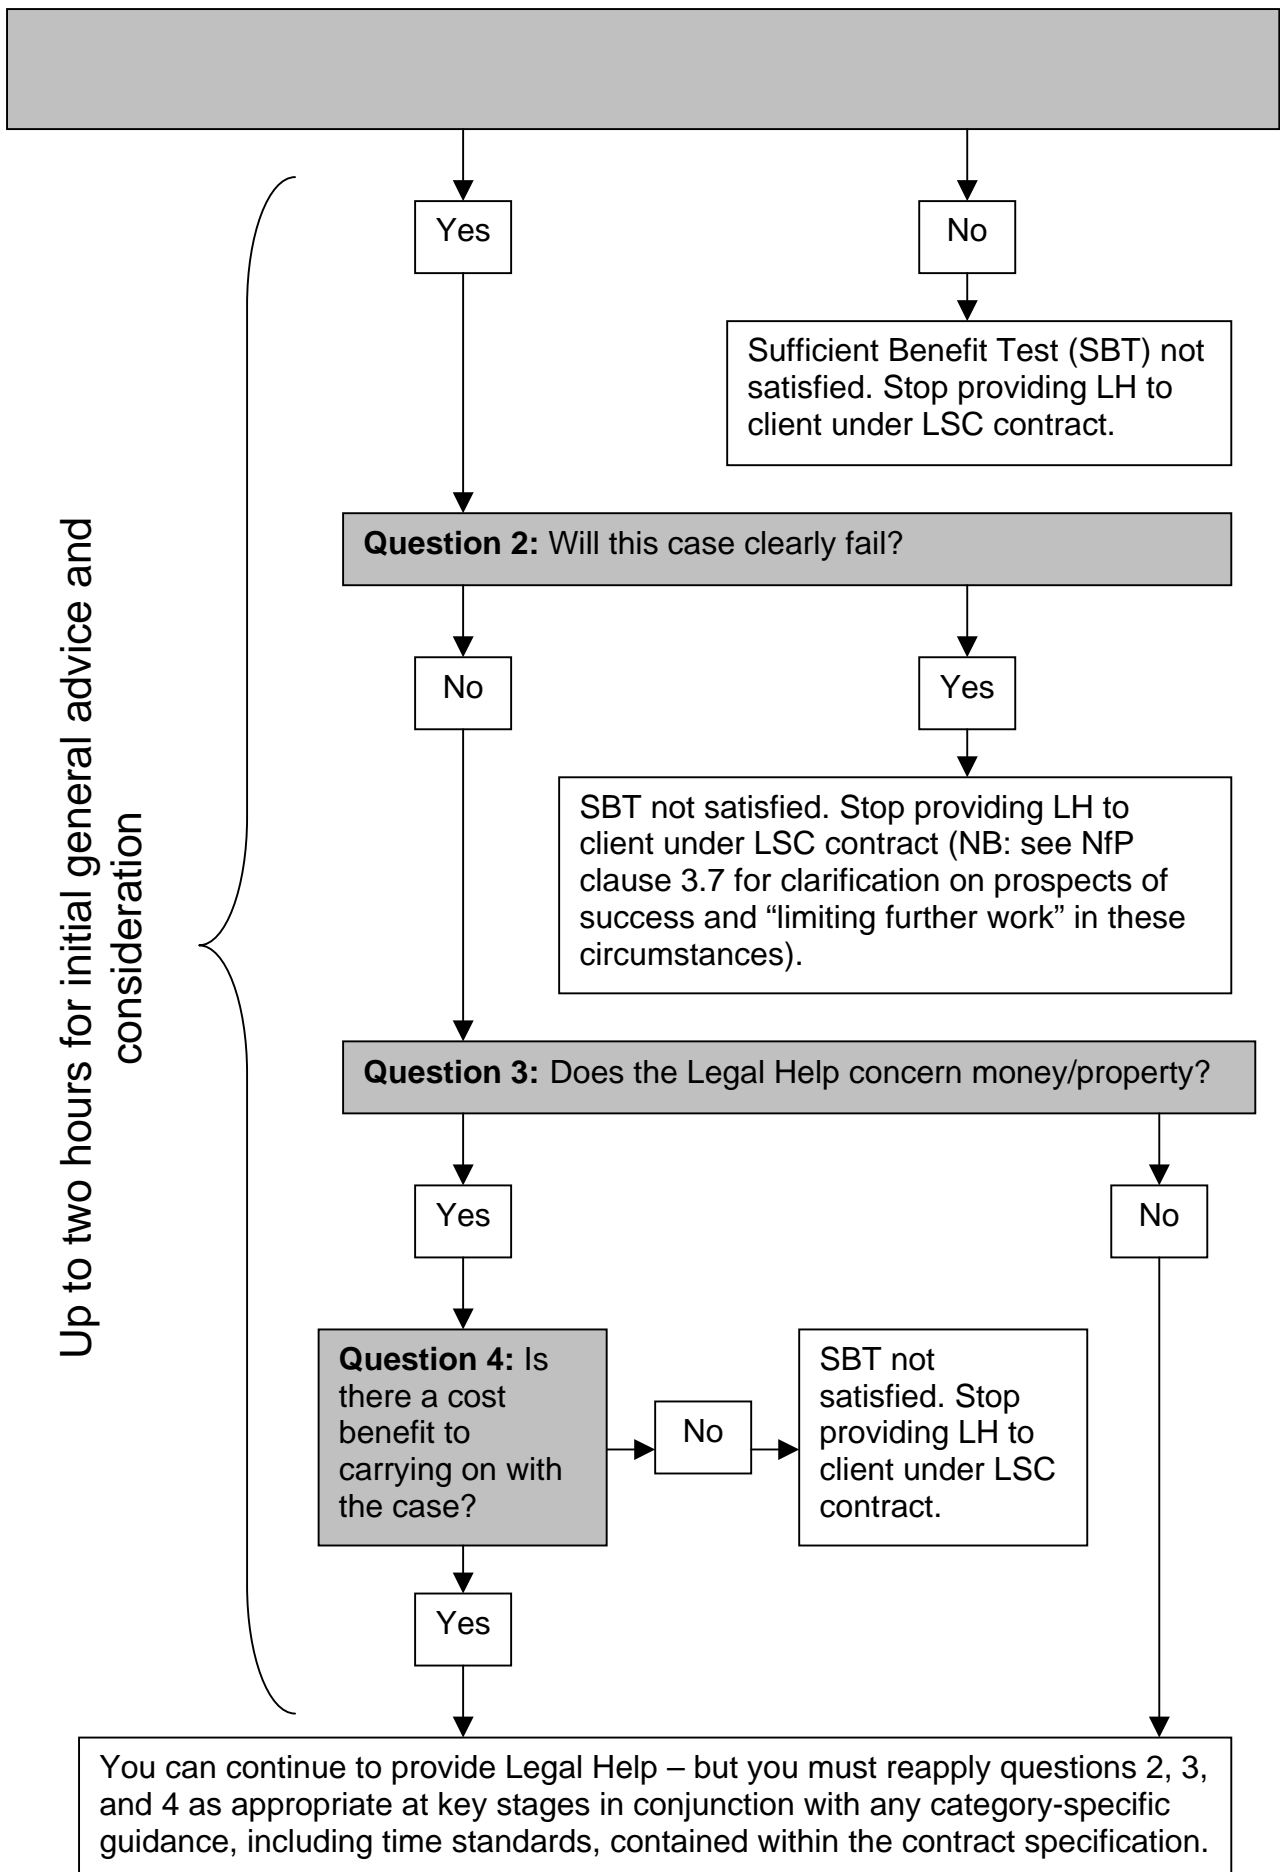 Yes
No
Sufficient Benefit Test (SBT) not
satisfied. Stop providing LH to
client under LSC contract.
Question 2: Will this case clearly fail?
No
Yes
SBT not satisfied. Stop providing LH to
client under LSC contract (NB: see NfP
clause 3.7 for clarification on prospects of
success and “limiting further work” in these
circumstances).
Up to two hours for initial general advice and
consideration
Question 3: Does the Legal Help concern money/property?
Yes
No
Question 4: Is
there a cost
benefit to
carrying on with
the case?
No
SBT not
satisfied. Stop
providing LH to
client under LSC
contract.
Yes
You can continue to provide Legal Help – but you must reapply questions 2, 3,
and 4 as appropriate at key stages in conjunction with any category-specific
guidance, including time standards, contained within the contract specification.